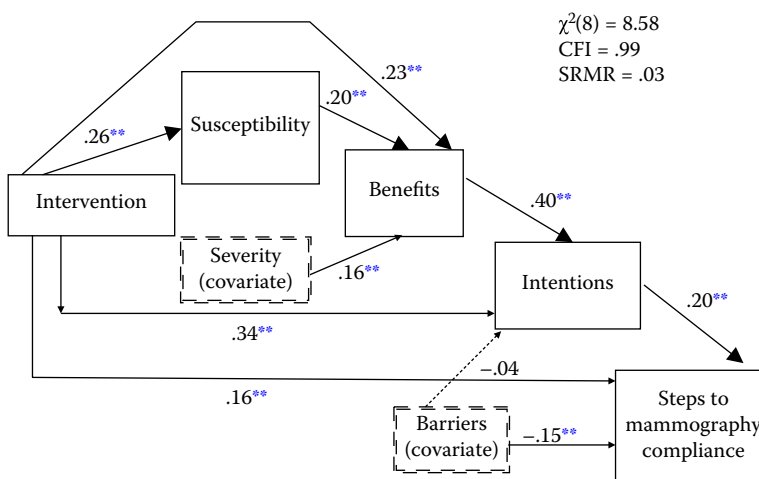 χ²(8) = 8.58
CFI = .99
SRMR = .03
.23**
.20**
Susceptibility
.26**
Benefits
Intervention
.40**
Severity
(covariate)
.16**
Intentions
.20**
.34**
−.04
.16**
Steps to
mammography
compliance
Barriers
(covariate)
−.15**